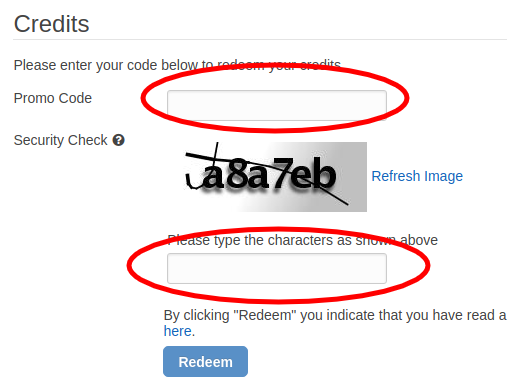 Credits
Please enter your code below to redeem your credits
Promo Code
Security Check
a8a7eb
Refresh Image
Please type the characters as shown above
By clicking "Redeem" you indicate that you have read a
here.
Redeem